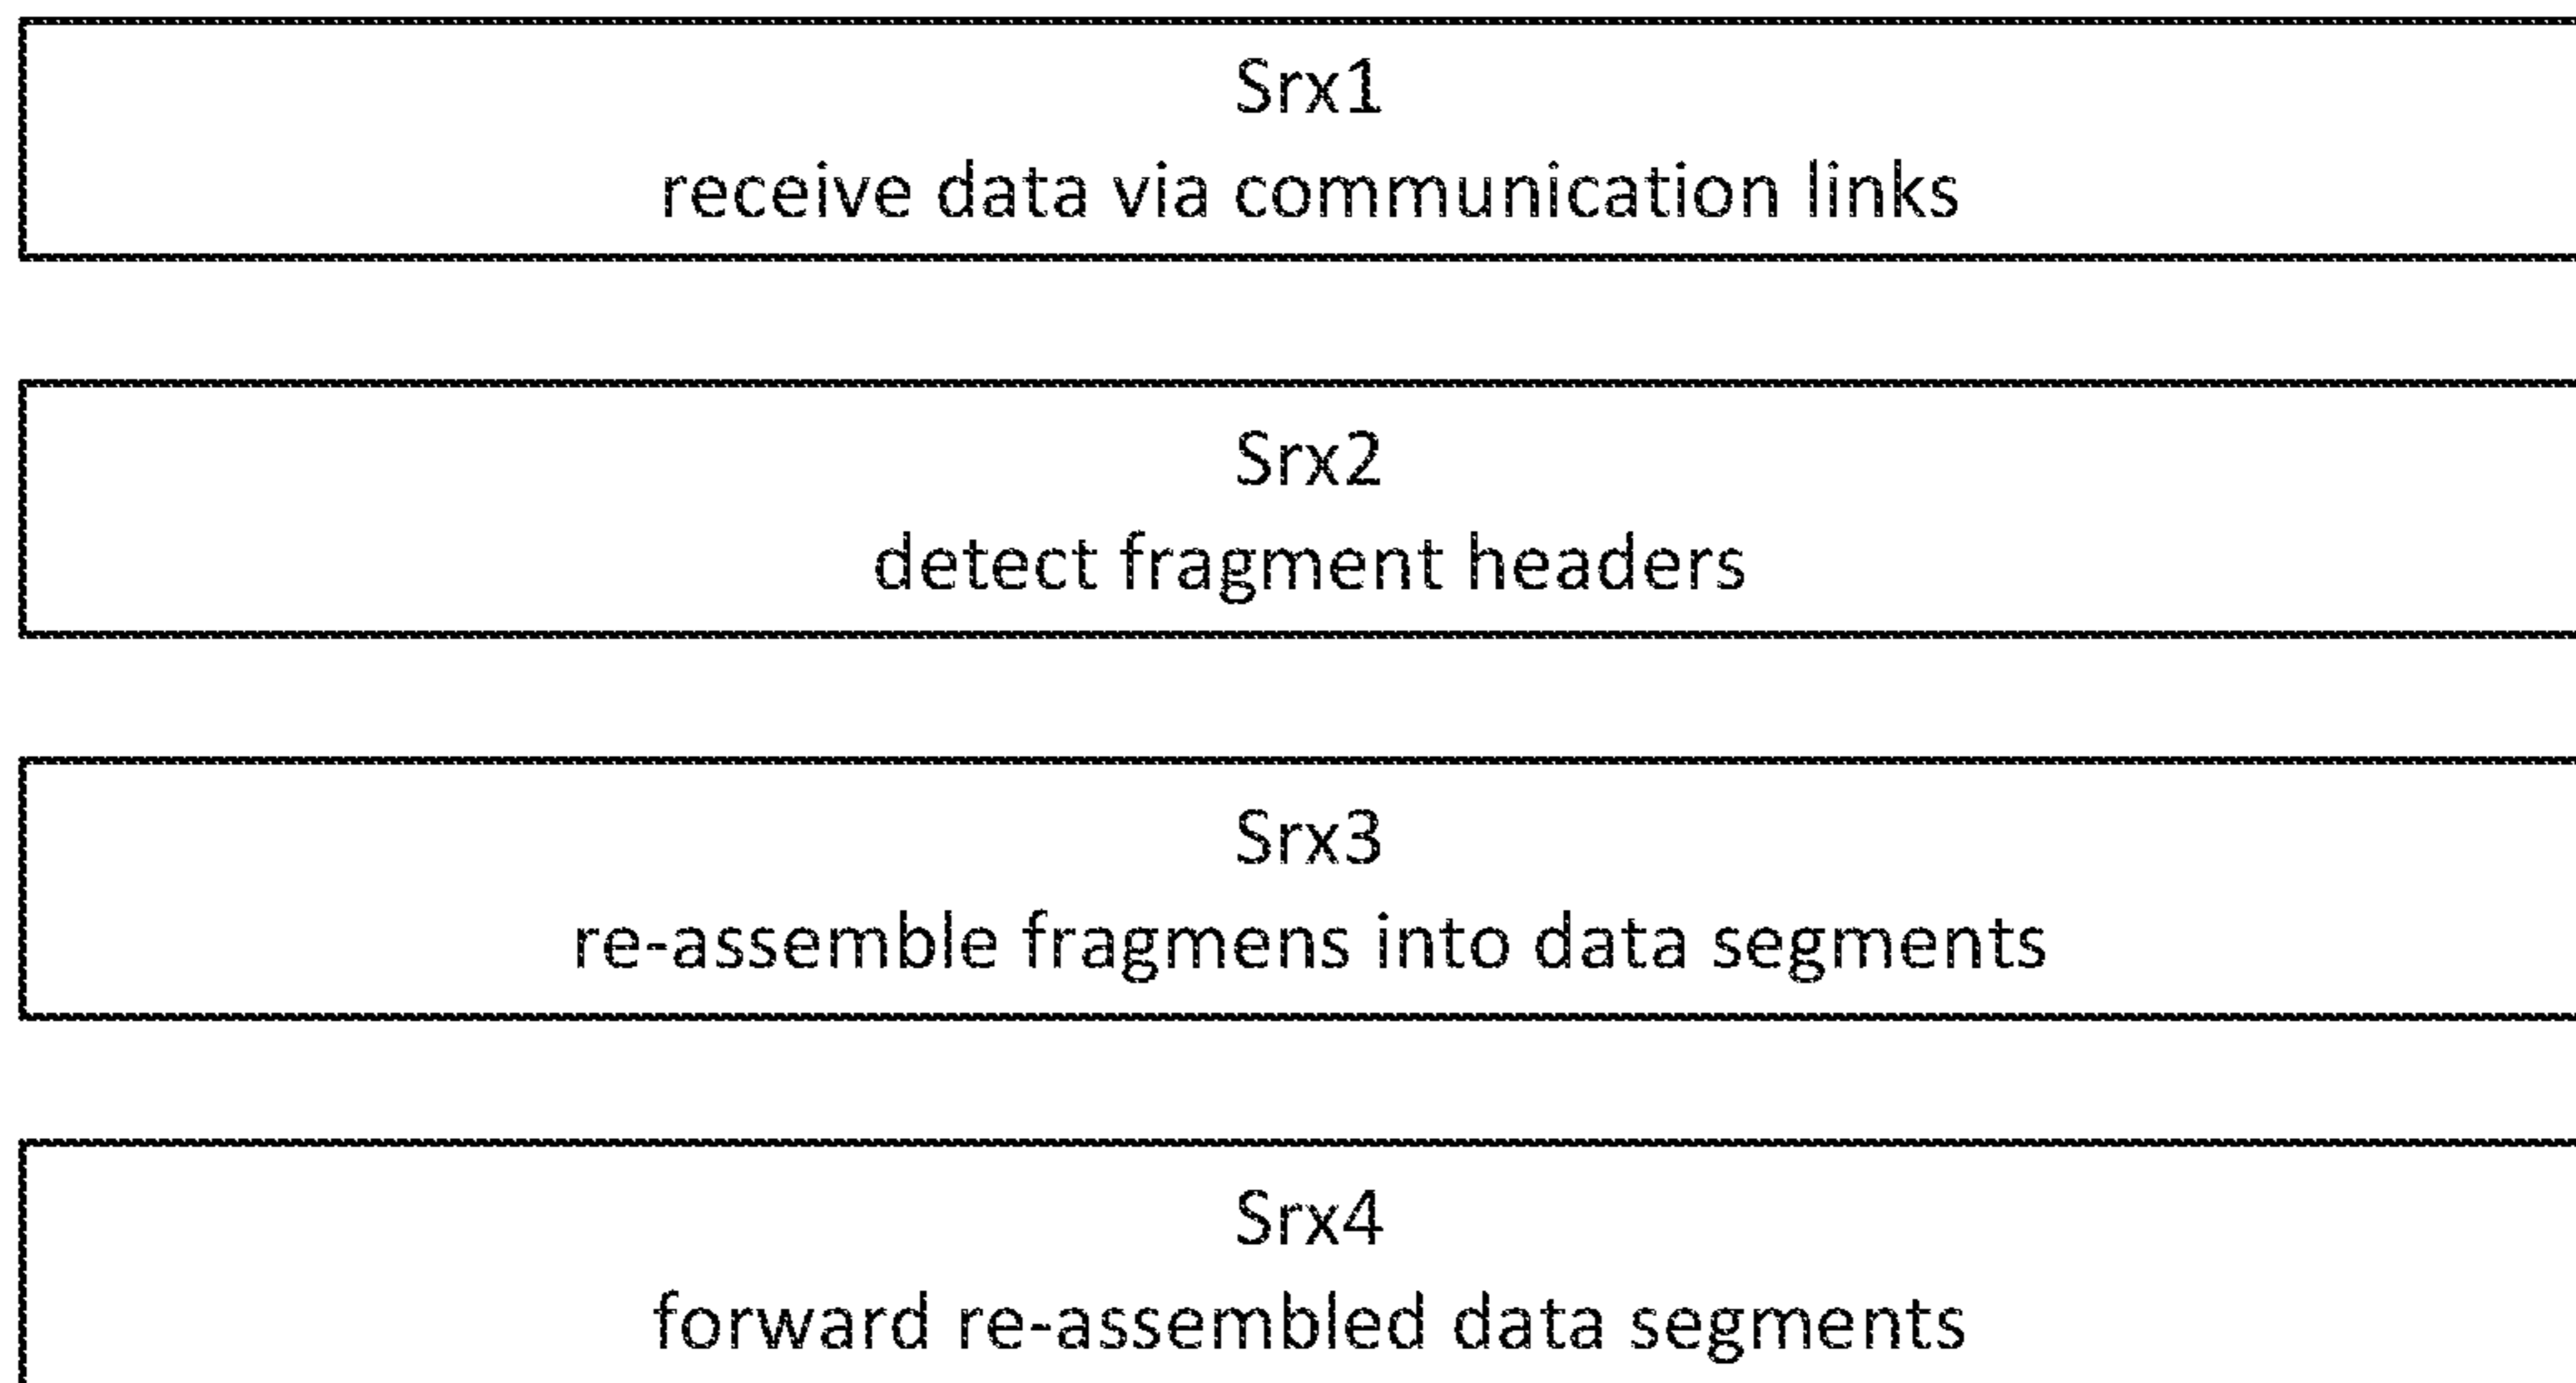 Srx1
receive data via communication links
Srx2
detect fragment headers
Srx3
re-assemble fragmens into data segments
Srx4
forward re-assembled data segments